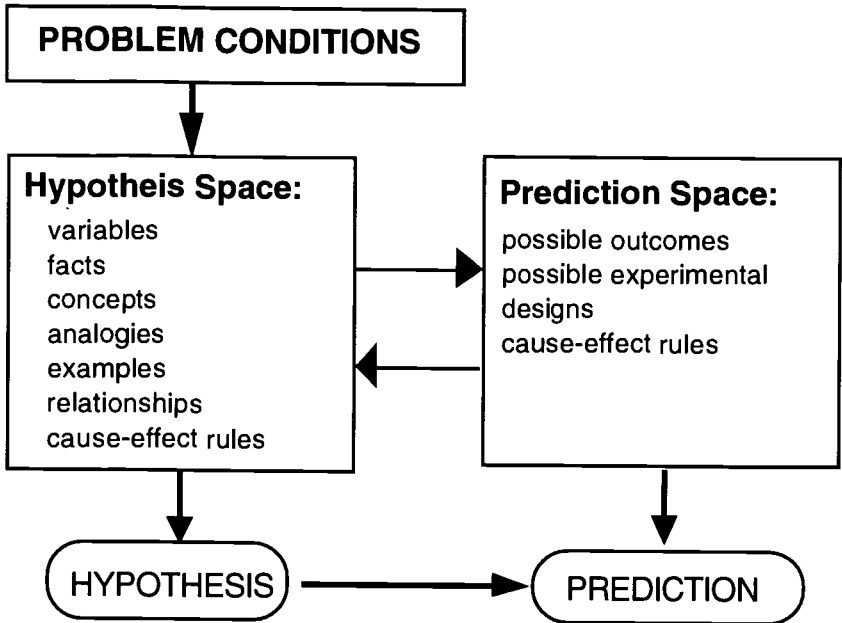 PROBLEM CONDITIONS
Hypotheis Space:
variables
facts
concepts
analogies
examples
relationships
cause-effect rules
Prediction Space:
possible outcomes
possible experimental
designs
cause-effect rules
HYPOTHESIS
PREDICTION